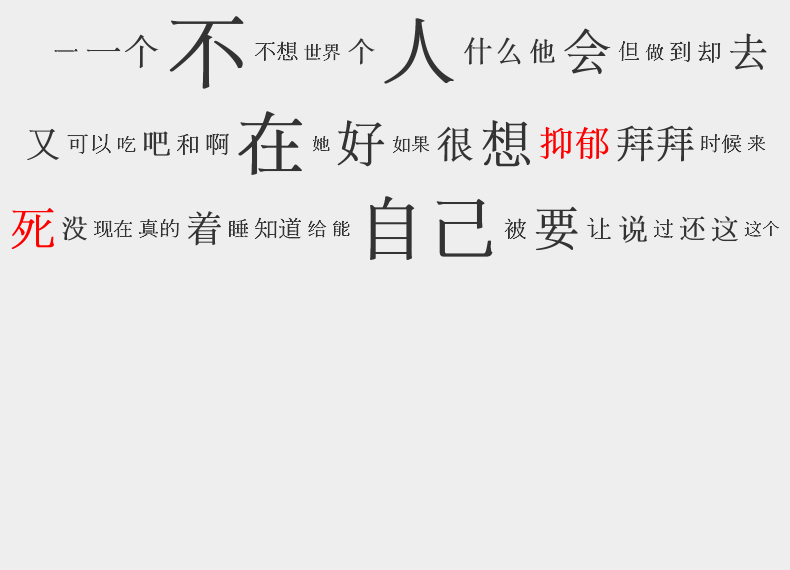 一 一个 不 不想 世界 个 人 什么 他 会 但 做 到 却 去
又 可以 吃 吧 和 啊 在 她 好 如果 很 想 抑郁 拜拜 时候 来
死 没 现在 真的 着 睡 知道 给 能 自己 被 要 让 说 过 还 这 这个